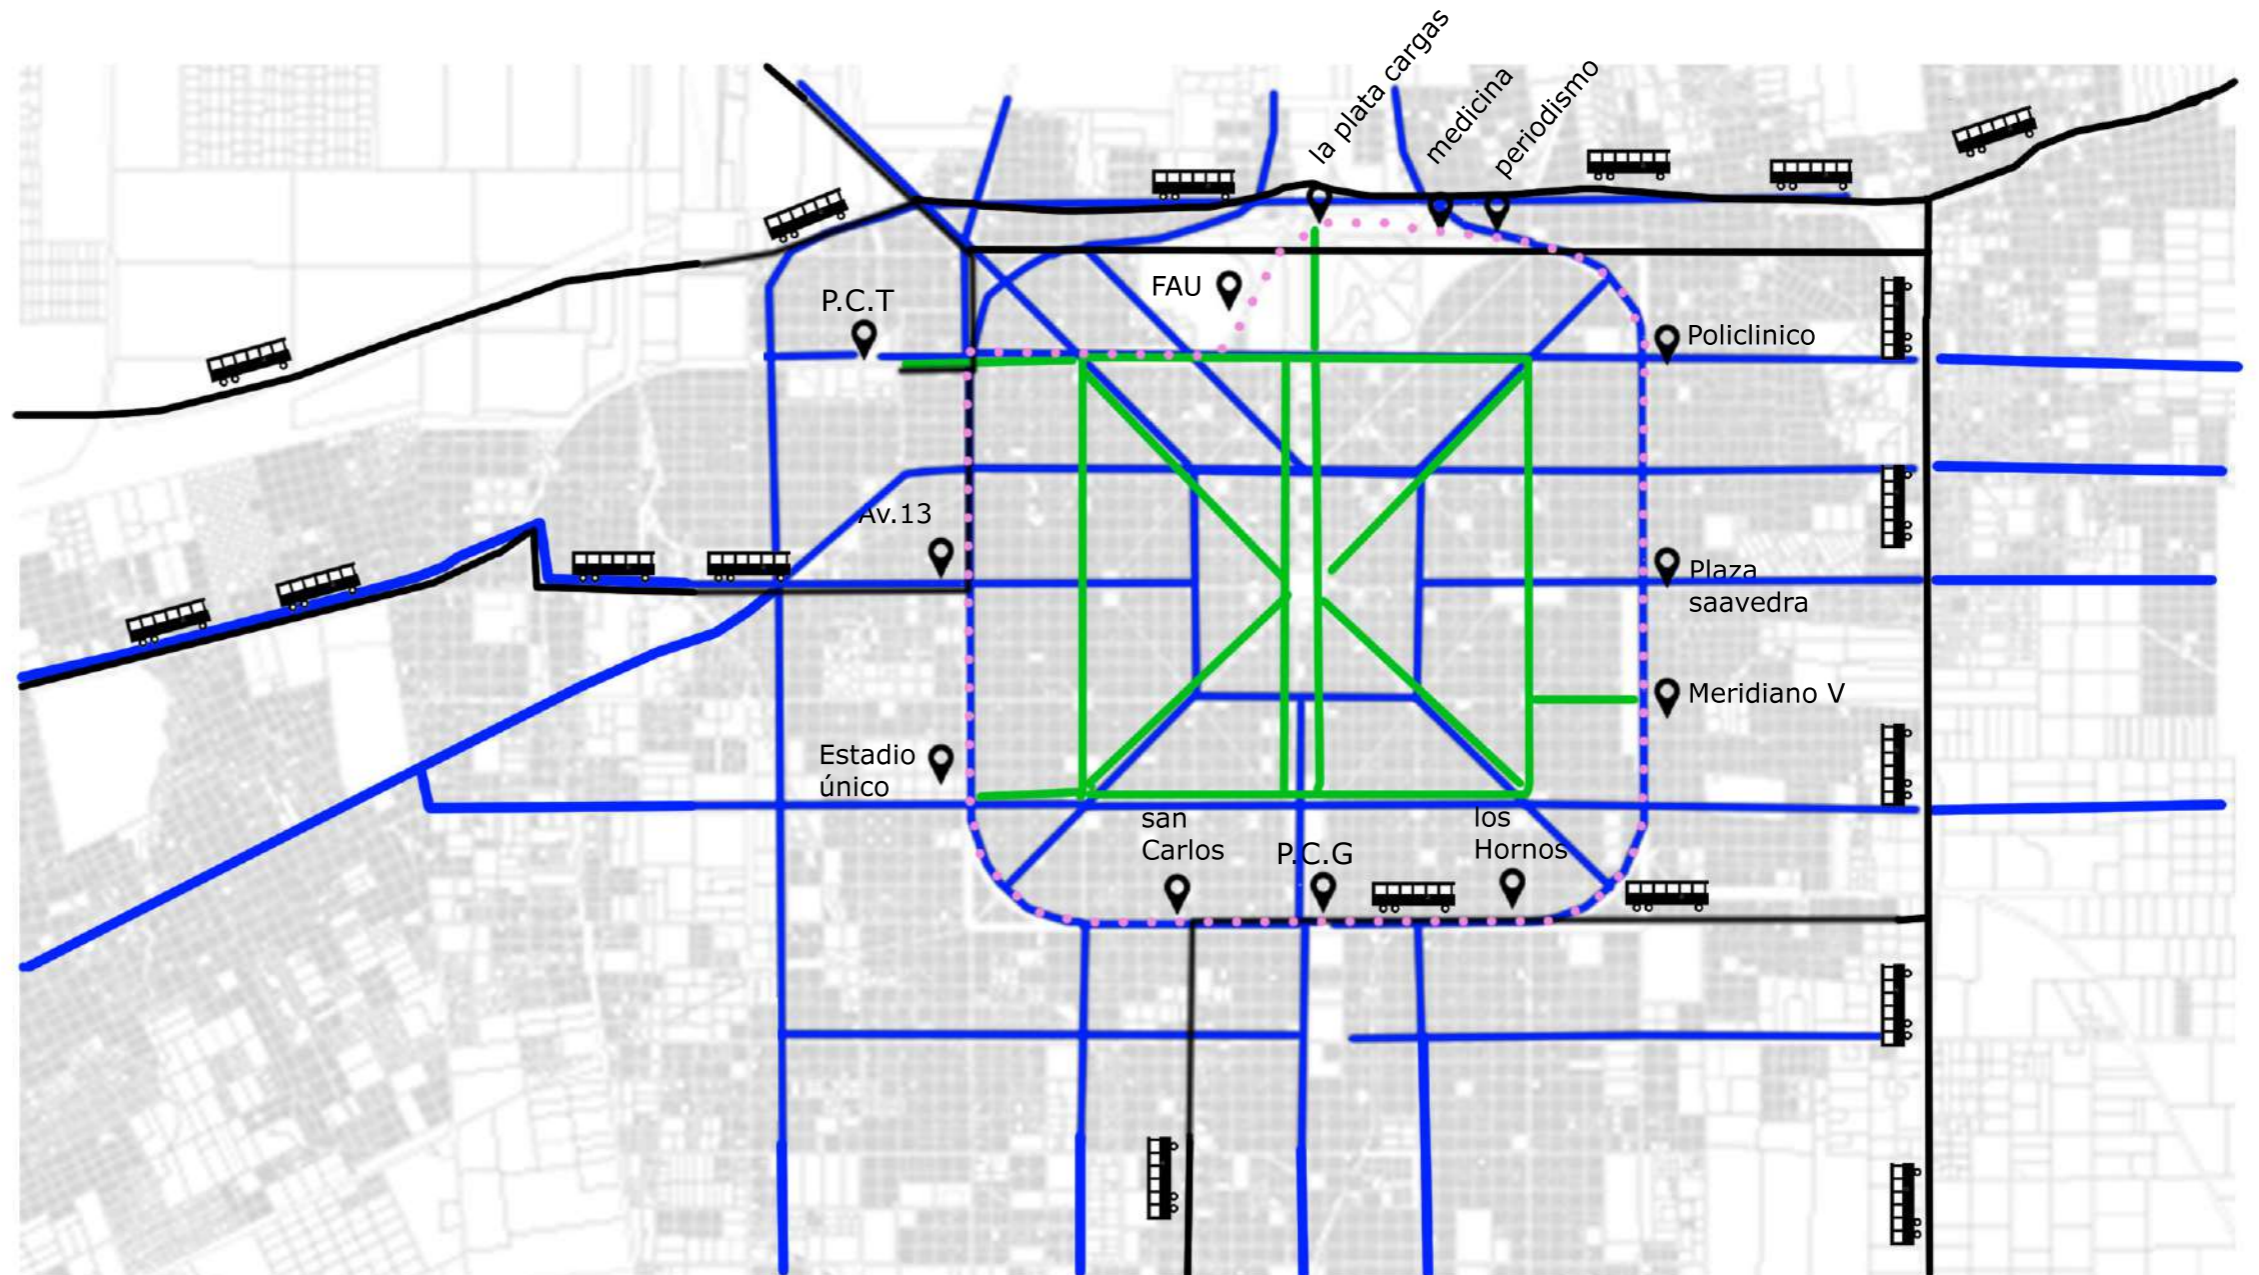 la plata cargas
medicina
periodismo
FAU
P.C.T
Policlinico
Av.13
Plaza
saavedra
Meridiano V
Estadio
único
san
Carlos
P.C.G
los
Hornos